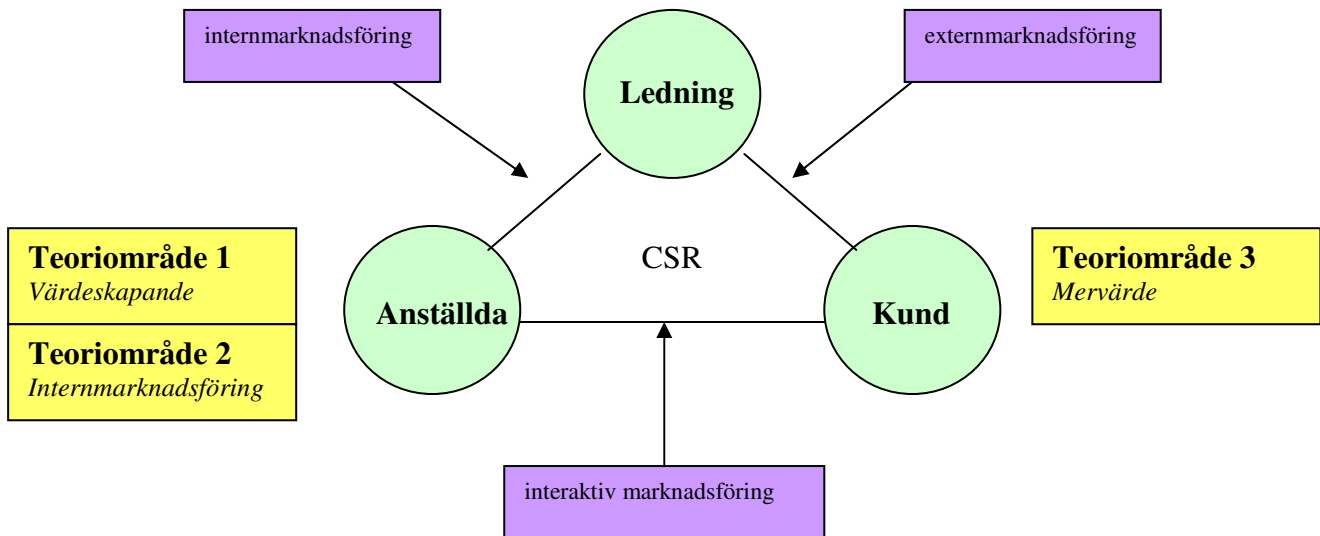 internmarknadsföring
externmarknadsföring
Ledning
Teoriområde 1
Värdeskapande
CSR
Teoriområde 3
Mervärde
Anställda
Kund
Teoriområde 2
Internmarknadsföring
interaktiv marknadsföring